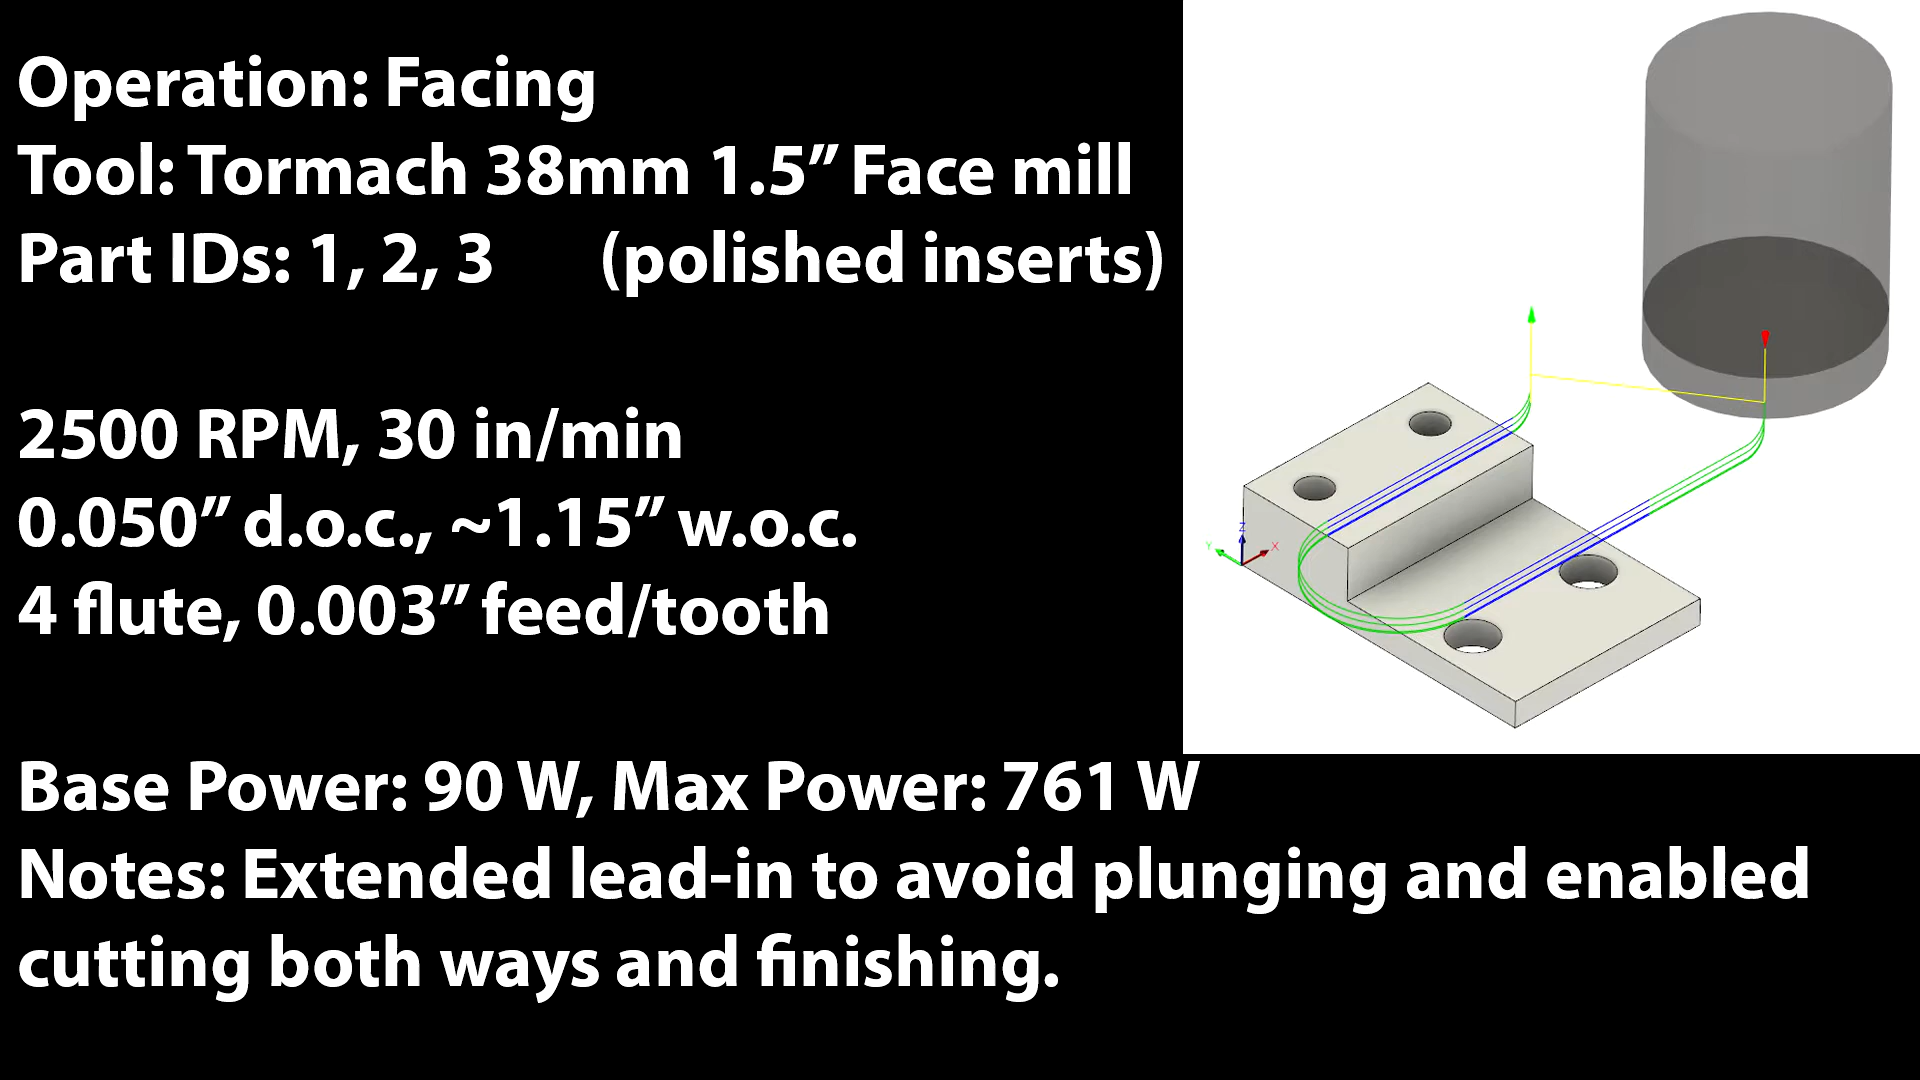 Operation: Facing
Tool: Tormach 38mm 1.5” Face mill
Part IDs: 1, 2, 3 (polished inserts)
2500 RPM, 30 in/min
0.050” d.o.c., ~1.15” w.o.c.
4 flute, 0.003” feed/tooth
Z
Y X
Base Power: 90 W, Max Power: 761 W
Notes: Extended lead-in to avoid plunging and enabled
cutting both ways and finishing.